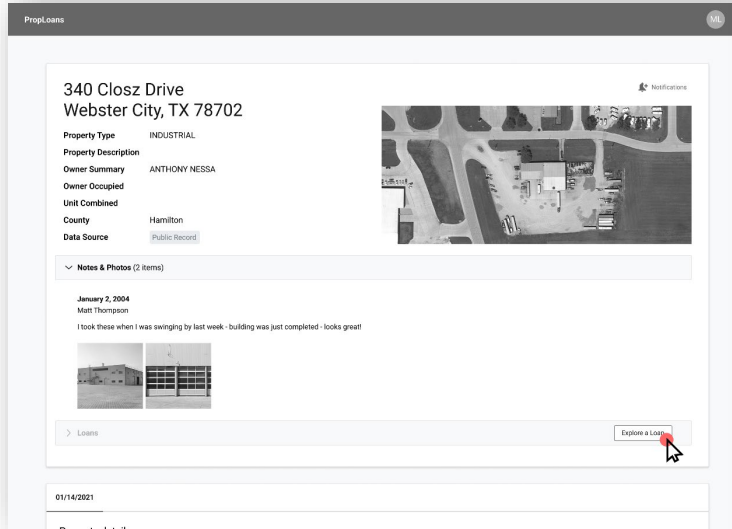 PropLoans
ML
340 Closz Drive
Webster City, TX 78702
Notifications
Property Type INDUSTRIAL
Property Description
Owner Summary ANTHONY NESSA
Owner Occupied
Unit Combined
County Hamilton
Data Source Public Record
Notes & Photos (2 items)
January 2, 2004
Matt Thompson
I took these when I was swinging by last week - building was just completed - looks great!
Loans
Explore a Loan
01/14/2021